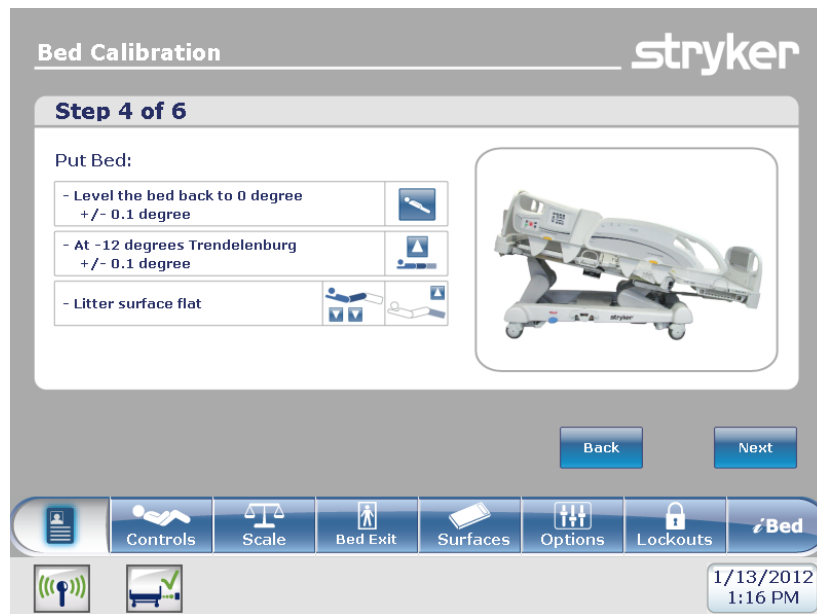 Bed Calibration
stryker
Step 4 of 6
Put Bed:
- Level the bed back to 0 degree
+/- 0.1 degree
- At -12 degrees Trendelenburg
+/- 0.1 degree
- Litter surface flat
stryker
Back
Next
Controls
Scale
Bed Exit
Surfaces
Options
Lockouts
iBed
1/13/2012
1:16 PM